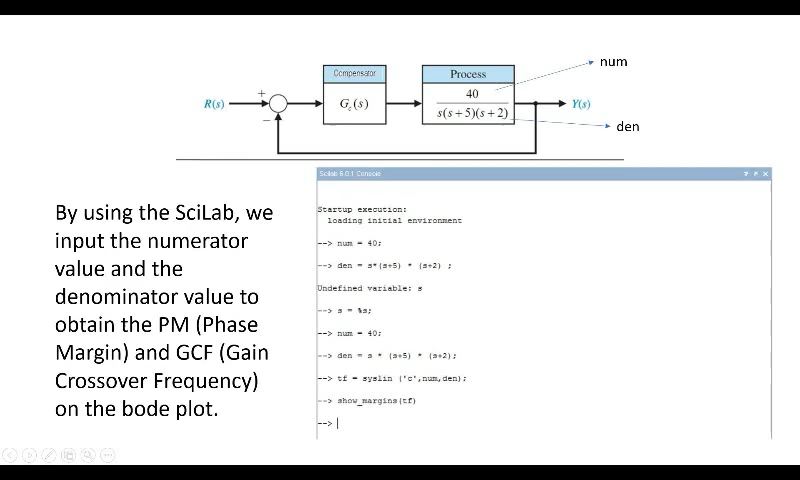 num
Compensator
Process
R(s)
+
−
Gc(s)
40
s(s + 5)(s + 2)
Y(s)
den
Scilab 6.0.1 Console
Startup execution:
loading initial environment
--> num = 40;
--> den = s*(s+5) * (s+2) ;
Undefined variable: s
--> s = %s;
--> num = 40;
--> den = s * (s+5) * (s+2);
--> tf = syslin ('c',num,den);
--> show_margins(tf)
-->
By using the SciLab, we
input the numerator
value and the
denominator value to
obtain the PM (Phase
Margin) and GCF (Gain
Crossover Frequency)
on the bode plot.